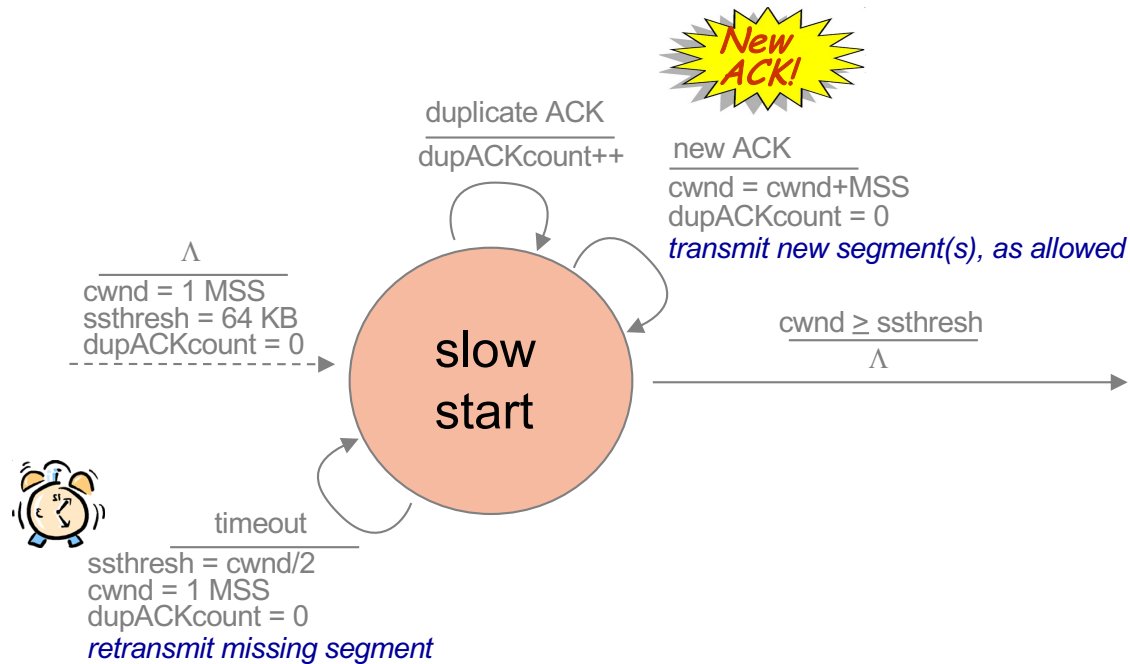 New
ACK!
duplicate ACK
dupACKcount++
new ACK
cwnd = cwnd+MSS
dupACKcount = 0
transmit new segment(s), as allowed
Λ
cwnd = 1 MSS
ssthresh = 64 KB
dupACKcount = 0
cwnd ≥ ssthresh
Λ
slow
start
timeout
ssthresh = cwnd/2
cwnd = 1 MSS
dupACKcount = 0
retransmit missing segment